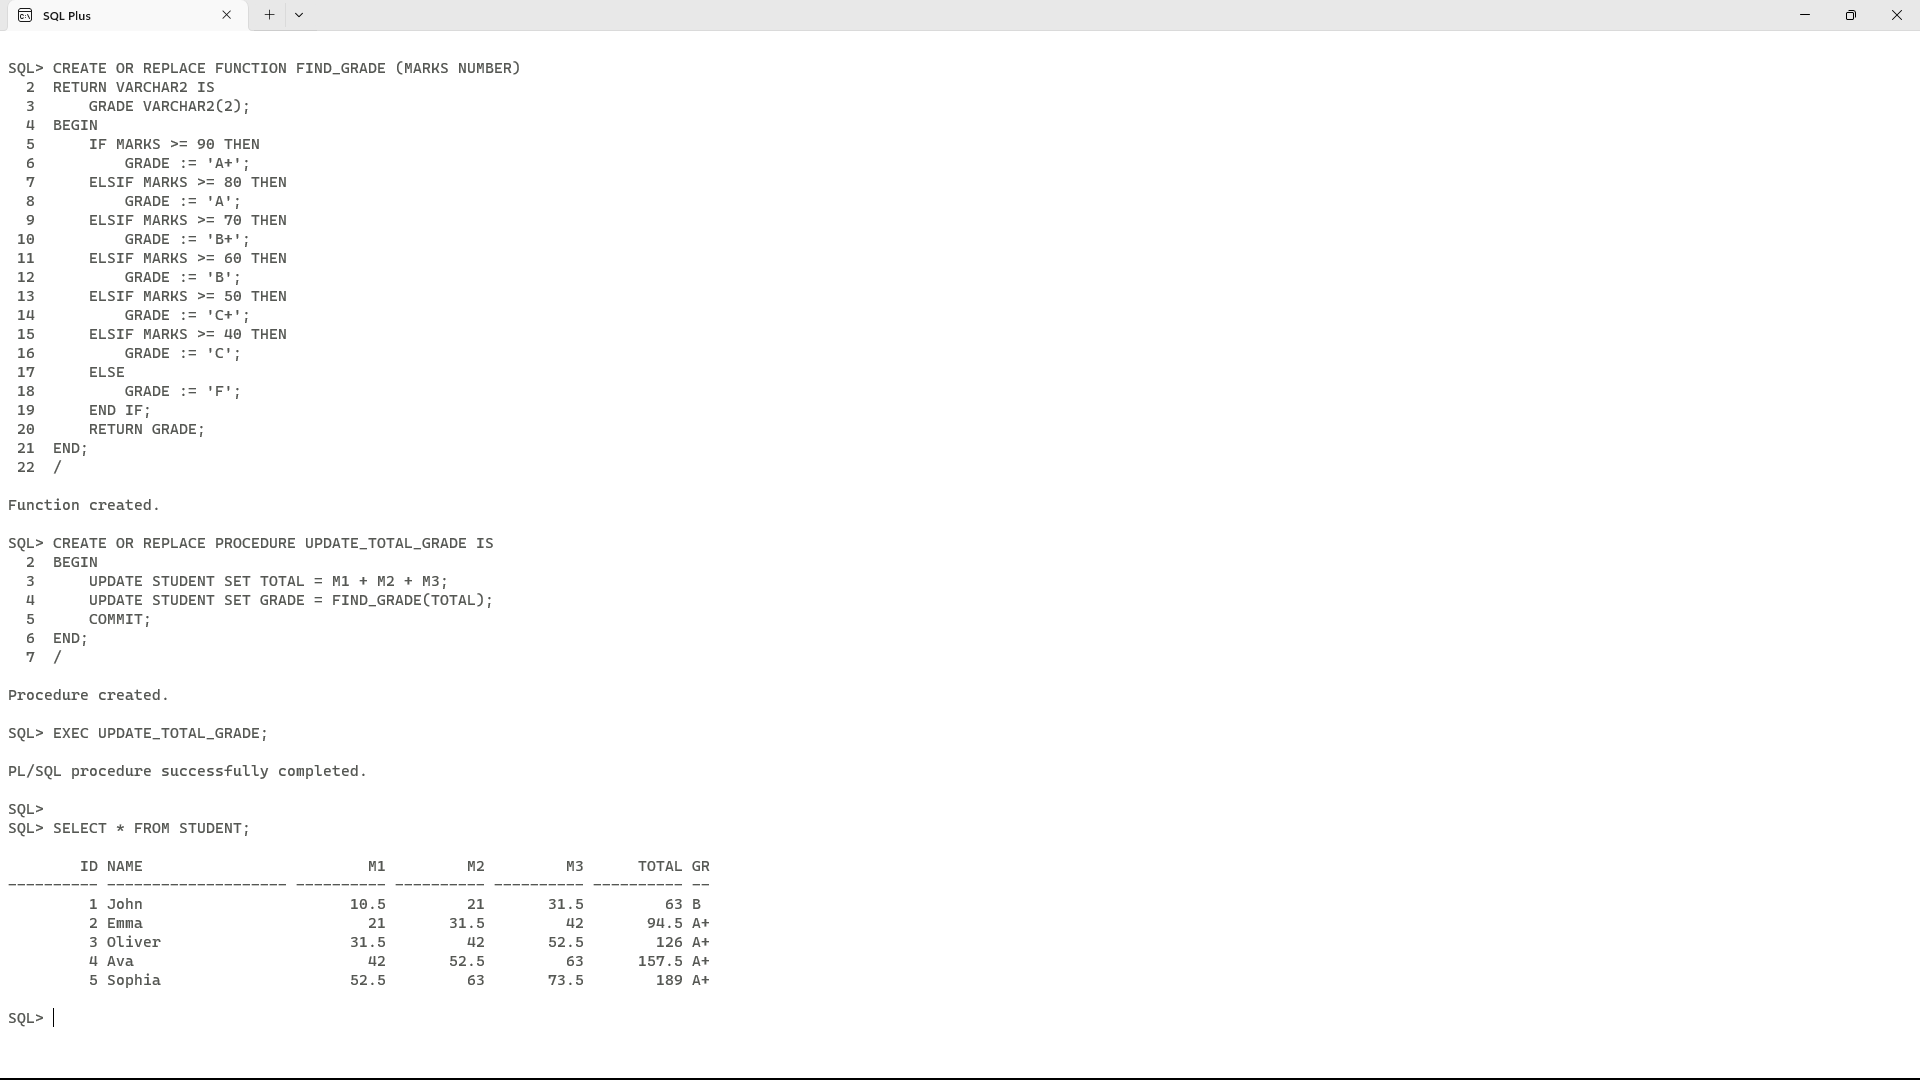 SQL Plus
SQL> CREATE OR REPLACE FUNCTION FIND_GRADE (MARKS NUMBER)
  2  RETURN VARCHAR2 IS
  3      GRADE VARCHAR2(2);
  4  BEGIN
  5      IF MARKS >= 90 THEN
  6          GRADE := 'A+';
  7      ELSIF MARKS >= 80 THEN
  8          GRADE := 'A';
  9      ELSIF MARKS >= 70 THEN
 10          GRADE := 'B+';
 11      ELSIF MARKS >= 60 THEN
 12          GRADE := 'B';
 13      ELSIF MARKS >= 50 THEN
 14          GRADE := 'C+';
 15      ELSIF MARKS >= 40 THEN
 16          GRADE := 'C';
 17      ELSE
 18          GRADE := 'F';
 19      END IF;
 20      RETURN GRADE;
 21  END;
 22  /
Function created.
SQL> CREATE OR REPLACE PROCEDURE UPDATE_TOTAL_GRADE IS
  2  BEGIN
  3      UPDATE STUDENT SET TOTAL = M1 + M2 + M3;
  4      UPDATE STUDENT SET GRADE = FIND_GRADE(TOTAL);
  5      COMMIT;
  6  END;
  7  /
Procedure created.
SQL> EXEC UPDATE_TOTAL_GRADE;
PL/SQL procedure successfully completed.
SQL>
SQL> SELECT * FROM STUDENT;
        ID NAME                         M1         M2         M3      TOTAL GR
---------- -------------------- ---------- ---------- ---------- ---------- --
         1 John                       10.5         21       31.5         63 B
         2 Emma                         21       31.5         42       94.5 A+
         3 Oliver                     31.5         42       52.5        126 A+
         4 Ava                          42       52.5         63      157.5 A+
         5 Sophia                     52.5         63       73.5        189 A+
SQL>